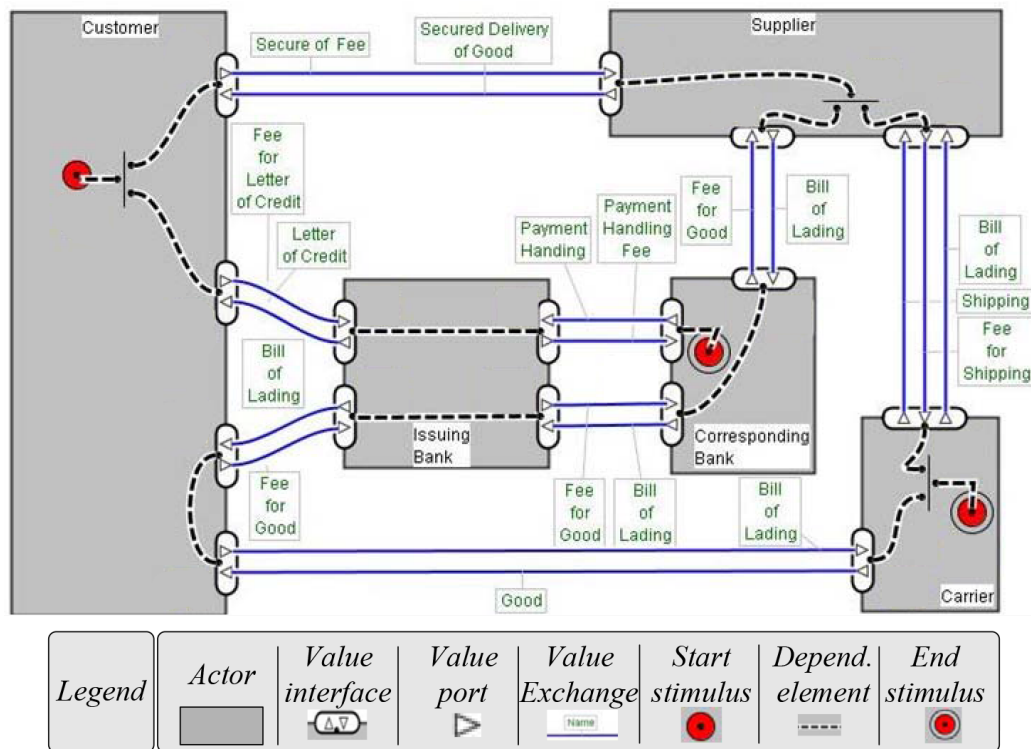 Customer
Supplier
Secure of Fee
Secured Delivery
of Good
Fee
for
Letter
of Credit
Letter
of Credit
Payment
Handing
Payment
Handling
Fee
Fee
for
Good
Bill
of
Lading
Bill
of
Lading
Shipping
Fee
for
Shipping
Bill
of
Lading
Issuing
Bank
Corresponding
Bank
Fee
for
Good
Fee
for
Good
Bill
of
Lading
Bill
of
Lading
Good
Carrier
Legend
Actor
Value
interface
Value
port
Value
Exchange
Name
Start
stimulus
Depend.
element
End
stimulus